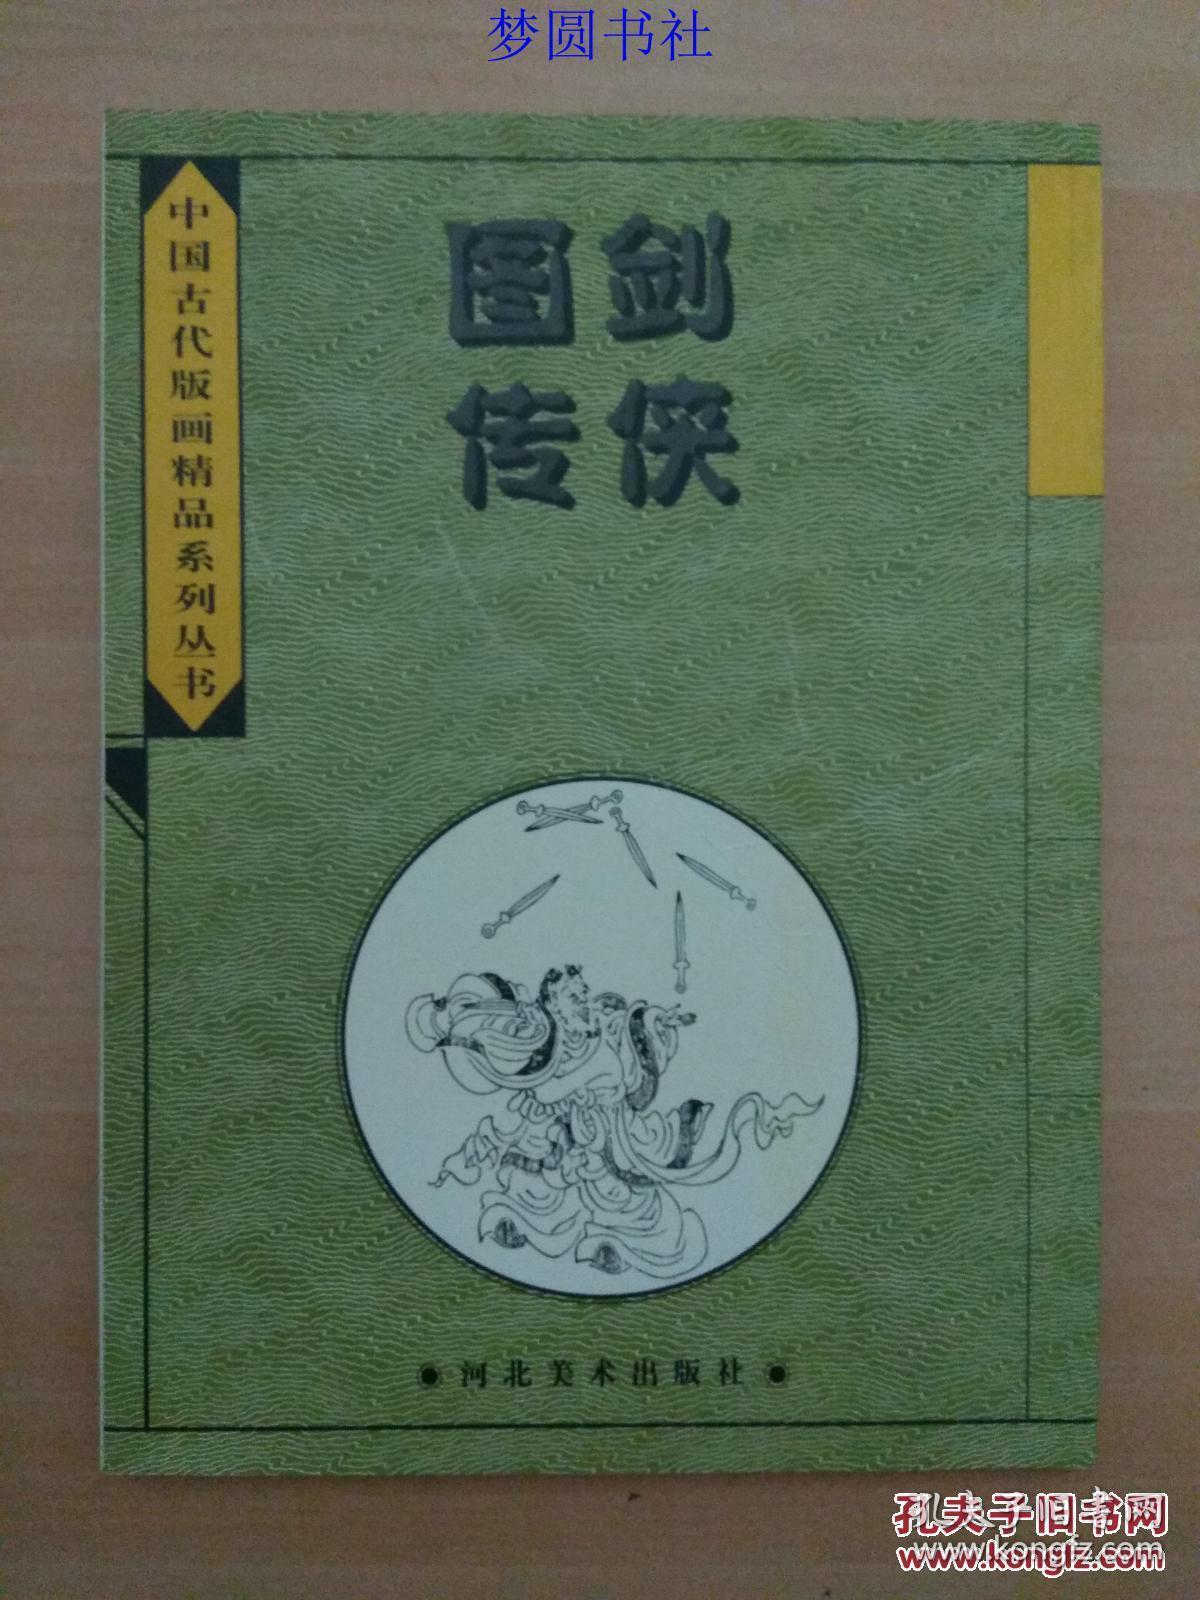 梦圆书社
中国古代版画精品系列丛书
剑侠
图传
河北美术出版社
孔夫子旧书网
www.kongfz.com